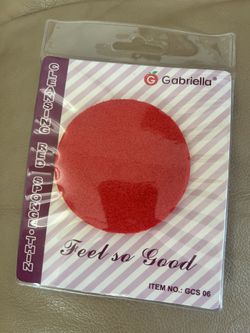 G Gabriella®
CLEANSING RED SPONGE-THIN
Feel so Good
ITEM NO.: GCS 06